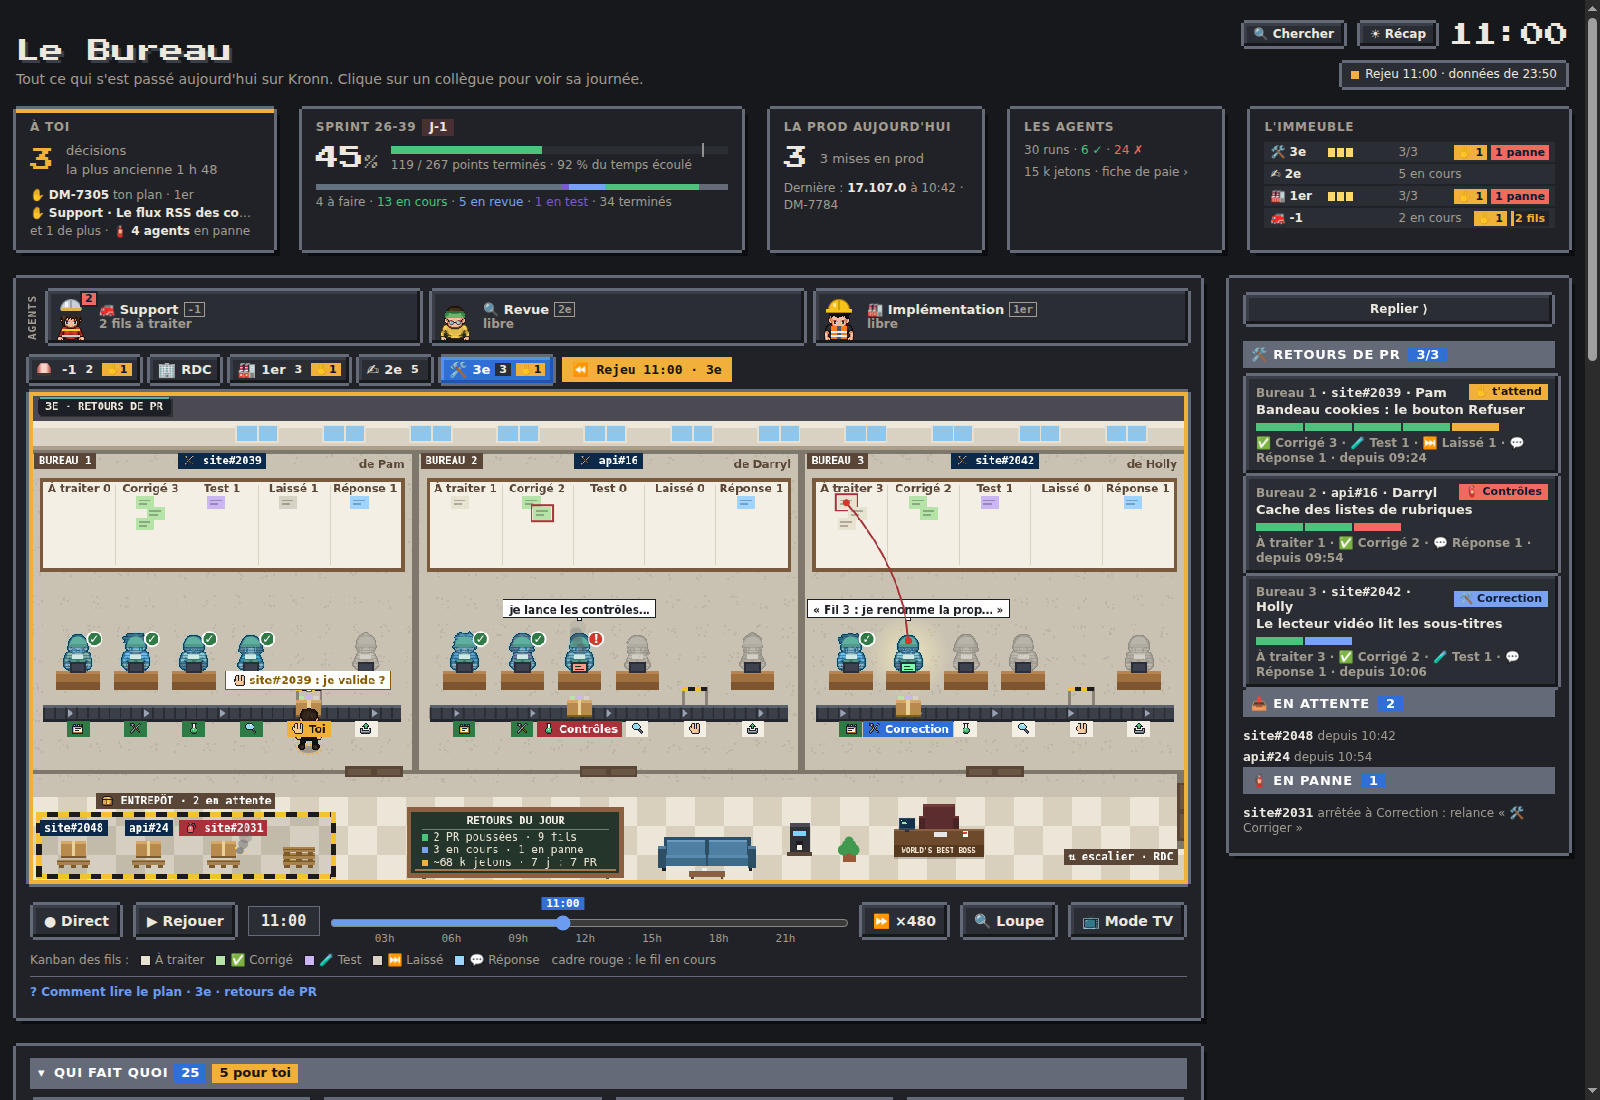 Le Bureau
Tout ce qui s'est passé aujourd'hui sur Kronn. Clique sur un collègue pour voir sa journée.
🔍 Chercher
☀ Récap
11:00
Rejeu 11:00 · données de 23:50
À TOI
3 décisions
la plus ancienne 1 h 48
✋ DM-7305 ton plan · 1er
✋ Support · Le flux RSS des co…
et 1 de plus · 🧯 4 agents en panne
SPRINT 26-39 J-1
45%
119 / 267 points terminés · 92 % du temps écoulé
4 à faire · 13 en cours · 5 en revue · 1 en test · 34 terminés
LA PROD AUJOURD'HUI
3 3 mises en prod
Dernière : 17.107.0 à 10:42 ·
DM-7784
LES AGENTS
30 runs · 6 ✓ · 24 ✗
15 k jetons · fiche de paie ›
L'IMMEUBLE
🛠 3e 3/3 ✋ 1 1 panne
✍ 2e 5 en cours
🏭 1er 3/3 ✋ 1 1 panne
🚒 -1 2 en cours ✋ 1 2 fils
AGENTS
2
🚒 Support -1
2 fils à traiter
🔍 Revue 2e
libre
🏭 Implémentation 1er
libre
-1 2 ✋1
🏢 RDC
🏭 1er 3 ✋1
✍ 2e 5
🛠 3e 3 ✋1
⏪ Rejeu 11:00 · 3e
3E · RETOURS DE PR
BUREAU 1 site#2039 de Pam
À traiter 0 Corrigé 3 Test 1 Laissé 1 Réponse 1
site#2039 : je valide ?
Toi
BUREAU 2 api#16 de Darryl
À traiter 1 Corrigé 2 Test 0 Laissé 0 Réponse 1
je lance les contrôles…
Contrôles
BUREAU 3 site#2042 de Holly
À traiter 3 Corrigé 2 Test 1 Laissé 0 Réponse 1
« Fil 3 : je renomme la prop... »
Correction
ENTREPÔT · 2 en attente
site#2048 api#24 site#2031
RETOURS DU JOUR
2 PR poussées · 9 fils
3 en cours · 1 en panne
~68 k jetons · 7 j : 7 PR
WORLD'S BEST BOSS
⇅ escalier · RDC
● Direct
▶ Rejouer
11:00
11:00
03h 06h 09h 12h 15h 18h 21h
⏩ ×480
🔍 Loupe
📺 Mode TV
Kanban des fils : À traiter ✅ Corrigé 🧪 Test ⏭ Laissé 💬 Réponse cadre rouge : le fil en cours
? Comment lire le plan · 3e · retours de PR
▾ QUI FAIT QUOI 25 5 pour toi
Replier ⟩
🛠 RETOURS DE PR 3/3
Bureau 1 · site#2039 · Pam ✋ t'attend
Bandeau cookies : le bouton Refuser
✅ Corrigé 3 · 🧪 Test 1 · ⏭ Laissé 1 · 💬
Réponse 1 · depuis 09:24
Bureau 2 · api#16 · Darryl 🧯 Contrôles
Cache des listes de rubriques
À traiter 1 · ✅ Corrigé 2 · 💬 Réponse 1 ·
depuis 09:54
Bureau 3 · site#2042 ·
Holly 🛠 Correction
Le lecteur vidéo lit les sous-titres
À traiter 3 · ✅ Corrigé 2 · 🧪 Test 1 · 💬
Réponse 1 · depuis 10:06
📥 EN ATTENTE 2
site#2048 depuis 10:42
api#24 depuis 10:54
🧯 EN PANNE 1
site#2031 arrêtée à Correction : relance « 🛠
Corriger »